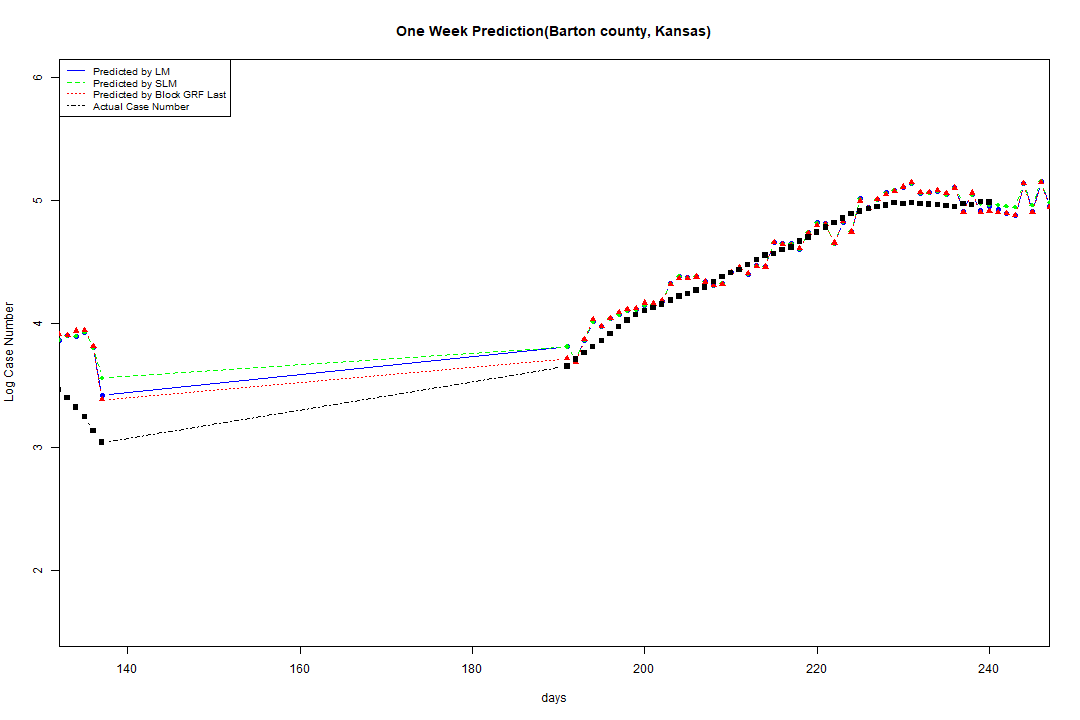 One Week Prediction(Barton county, Kansas)
Predicted by LM
Predicted by SLM
Predicted by Block GRF Last
Actual Case Number
6
5
4
3
2
Log Case Number
140 160 180 200 220 240
days